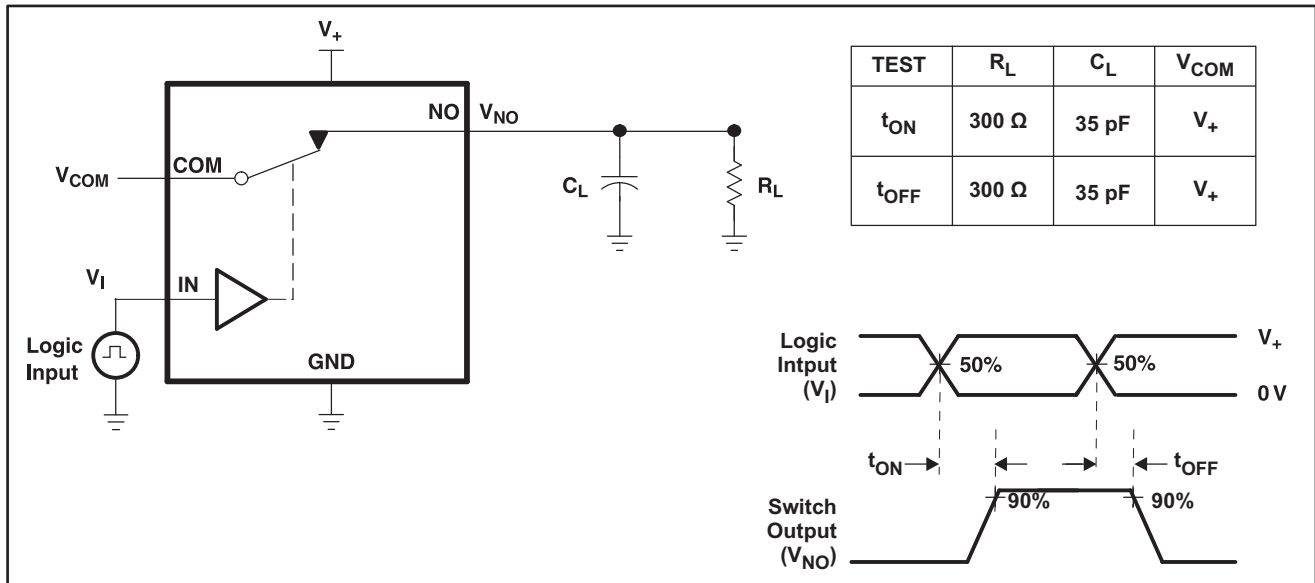 V+
NO
VNO
COM
VCOM
CL
RL
VI
IN
Logic
Input
GND
TEST RL CL VCOM
tON 300 Ω 35 pF V+
tOFF 300 Ω 35 pF V+
Logic
Intput
(VI)
50%
50%
V+
0 V
tON
tOFF
90%
90%
Switch
Output
(VNO)